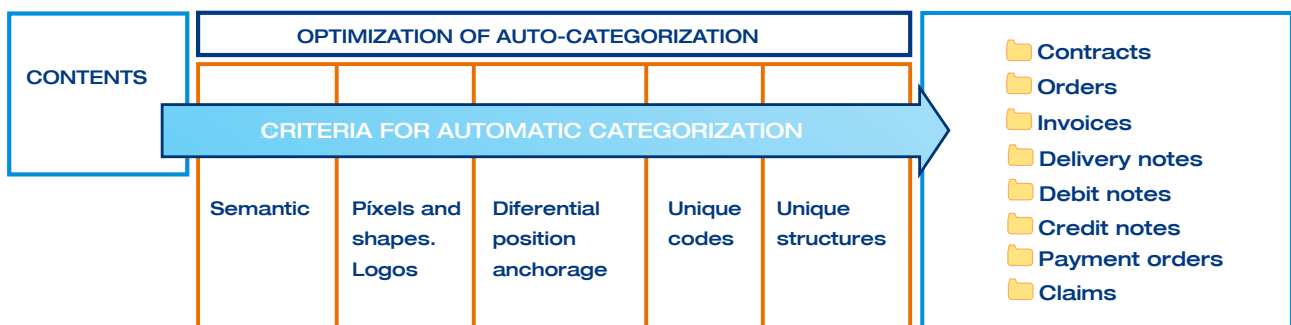 OPTIMIZATION OF AUTO-CATEGORIZATION
CONTENTS
CRITERIA FOR AUTOMATIC CATEGORIZATION
Semantic
Píxels and
shapes.
Logos
Diferential
position
anchorage
Unique
codes
Unique
structures
Contracts
Orders
Invoices
Delivery notes
Debit notes
Credit notes
Payment orders
Claims